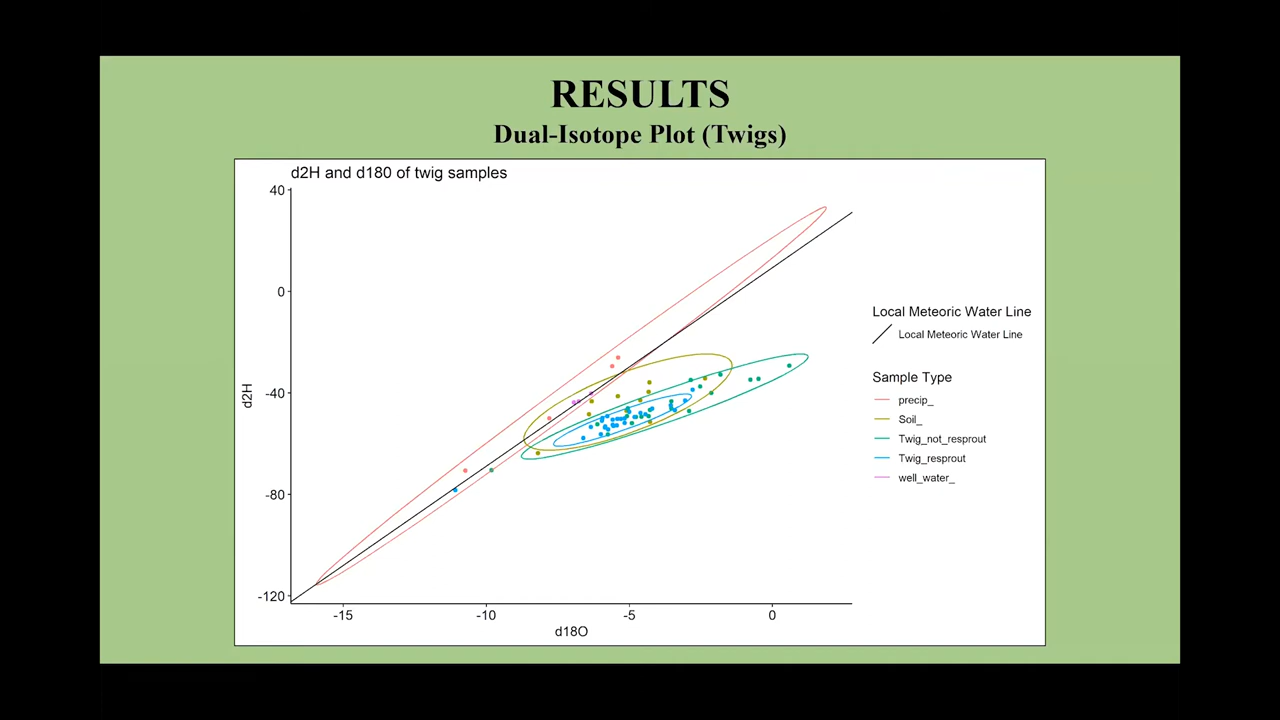 RESULTS
Dual-Isotope Plot (Twigs)
d2H and d180 of twig samples
40
0
-40
-80
-120
d2H
-15
-10
-5
0
d18O
Local Meteoric Water Line
Local Meteoric Water Line
Sample Type
precip_
Soil_
Twig_not_resprout
Twig_resprout
well_water_